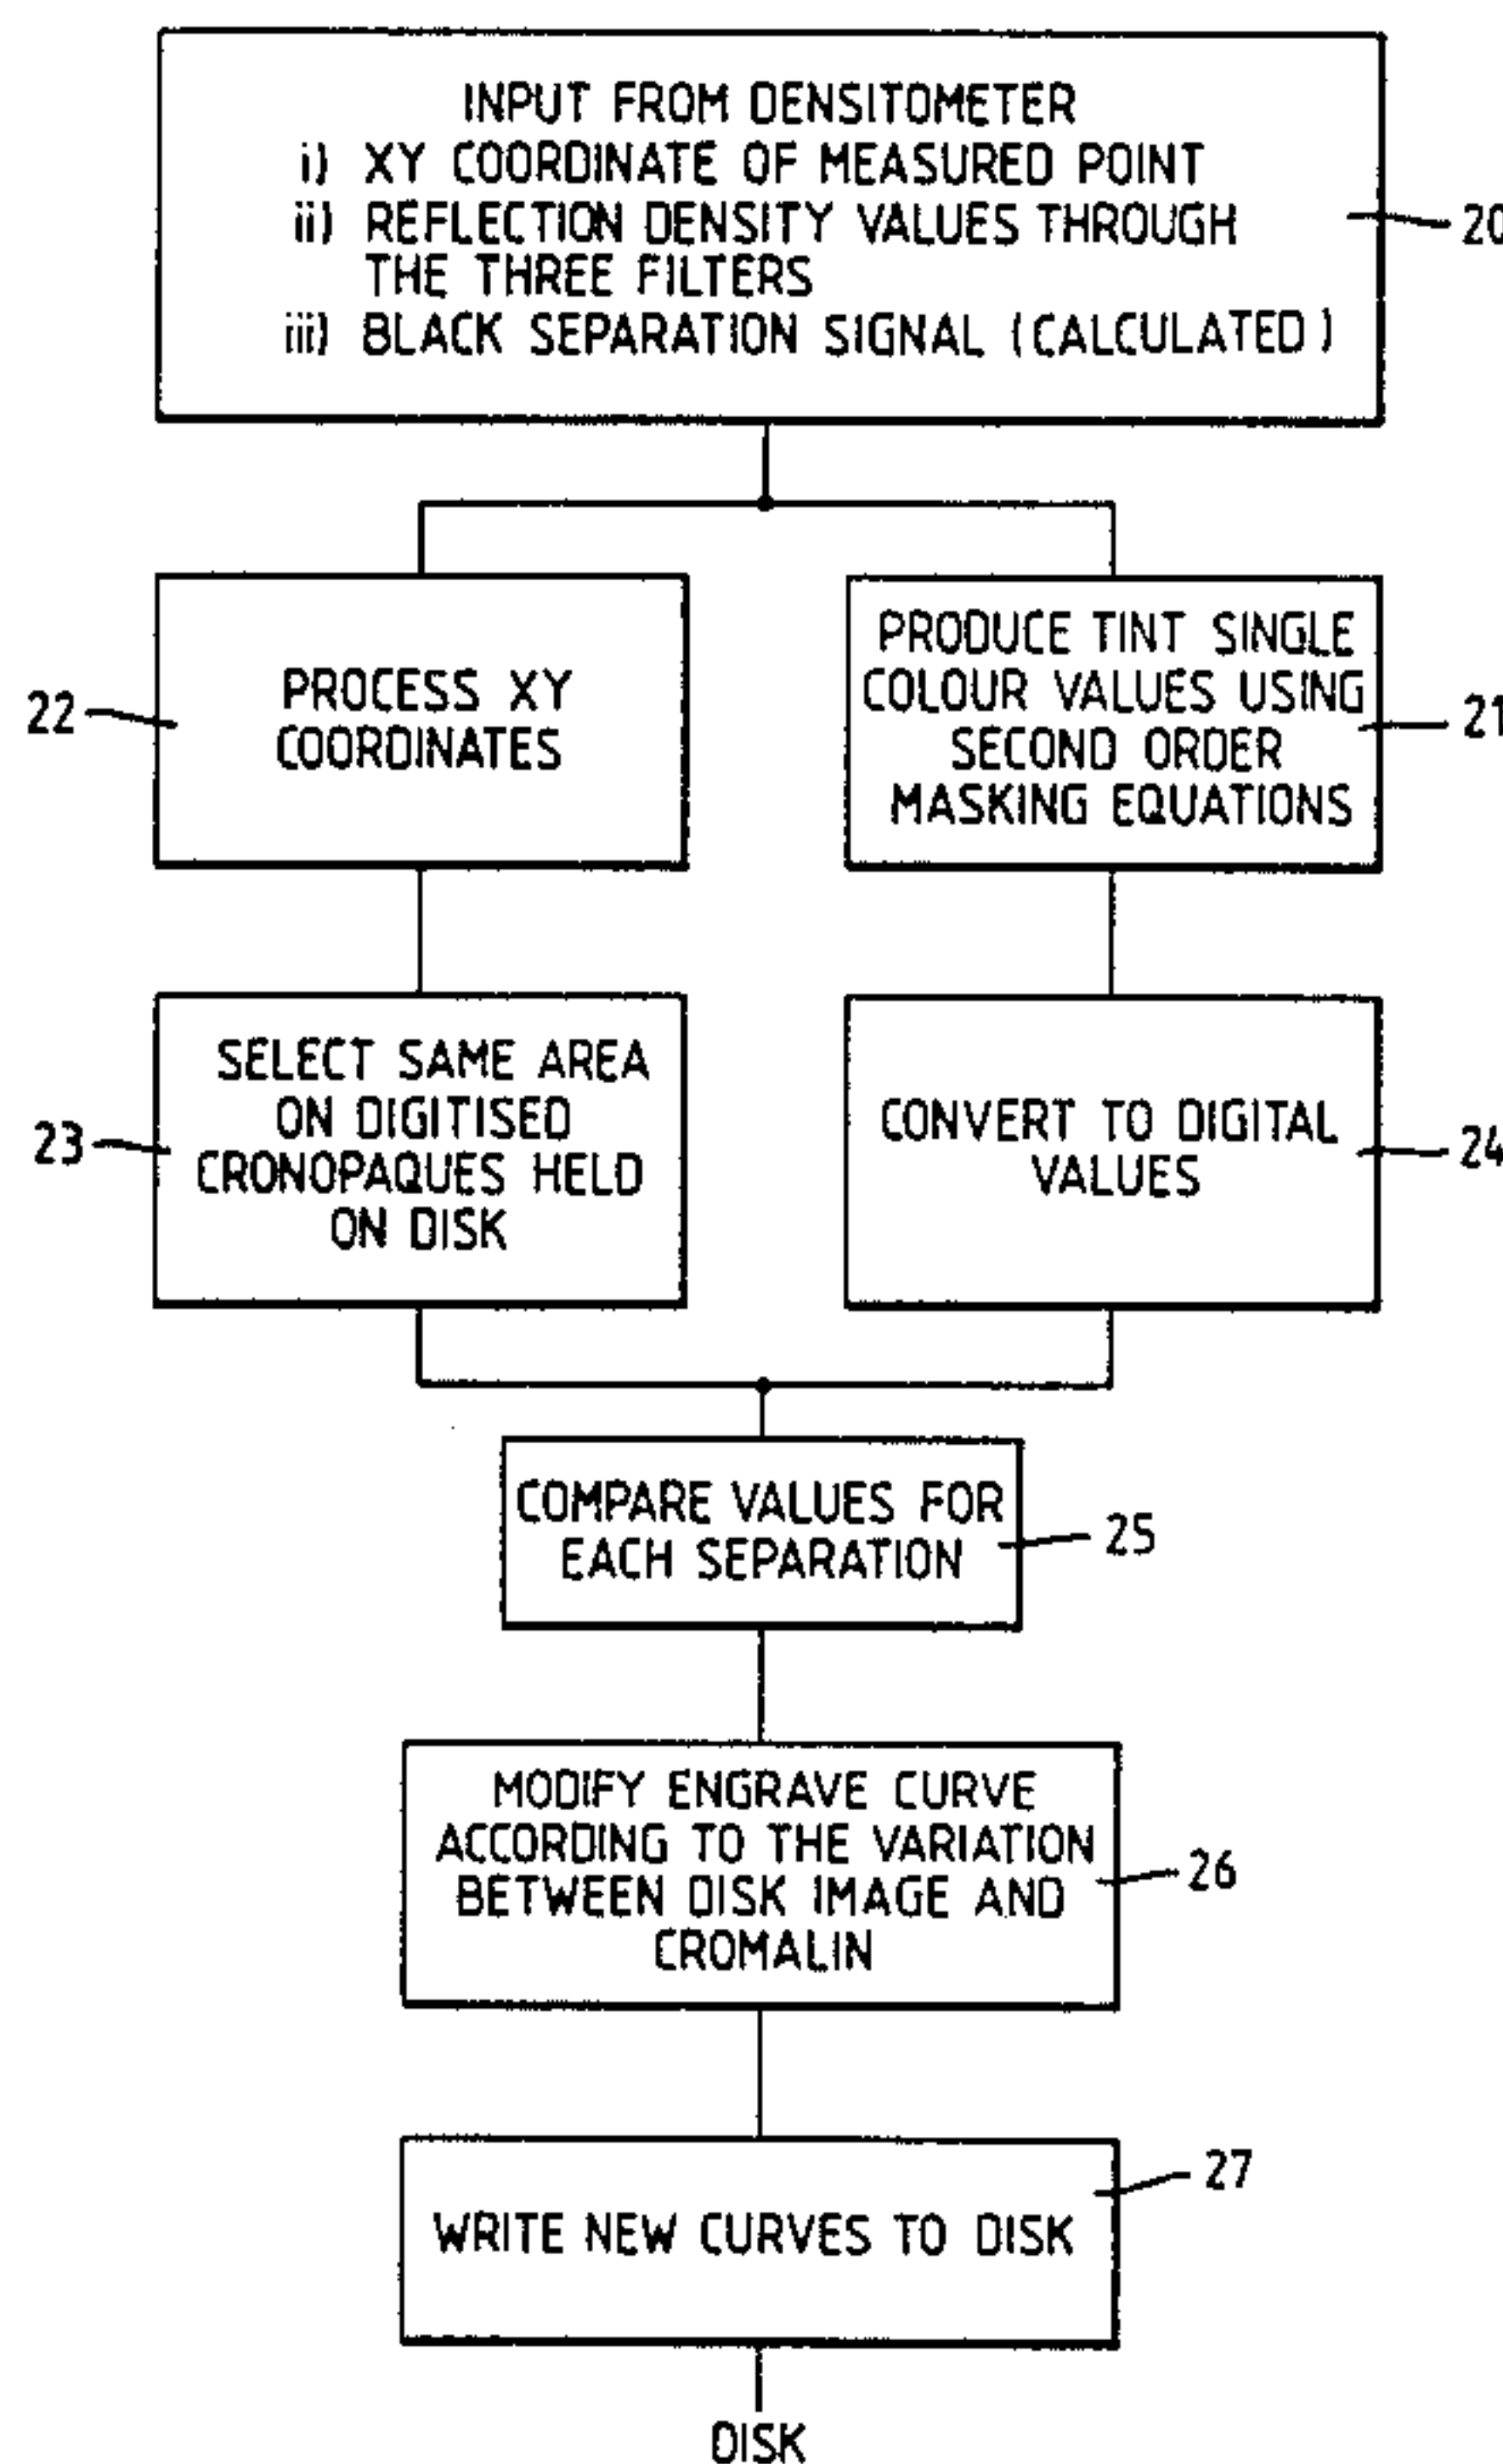 INPUT FROM DENSITOMETER
i) XY COORDINATE OF MEASURED POINT
ii) REFLECTION DENSITY VALUES THROUGH
THE THREE FILTERS
iii) BLACK SEPARATION SIGNAL (CALCULATED)
20
22
PROCESS XY
COORDINATES
PRODUCE TINT SINGLE
COLOUR VALUES USING
SECOND ORDER
MASKING EQUATIONS
21
23
SELECT SAME AREA
ON DIGITISED
CRONOPAQUES HELD
ON DISK
CONVERT TO DIGITAL
VALUES
24
COMPARE VALUES FOR
EACH SEPARATION
25
MODIFY ENGRAVE CURVE
ACCORDING TO THE VARIATION
BETWEEN DISK IMAGE AND
CROMALIN
26
WRITE NEW CURVES TO DISK
27
DISK